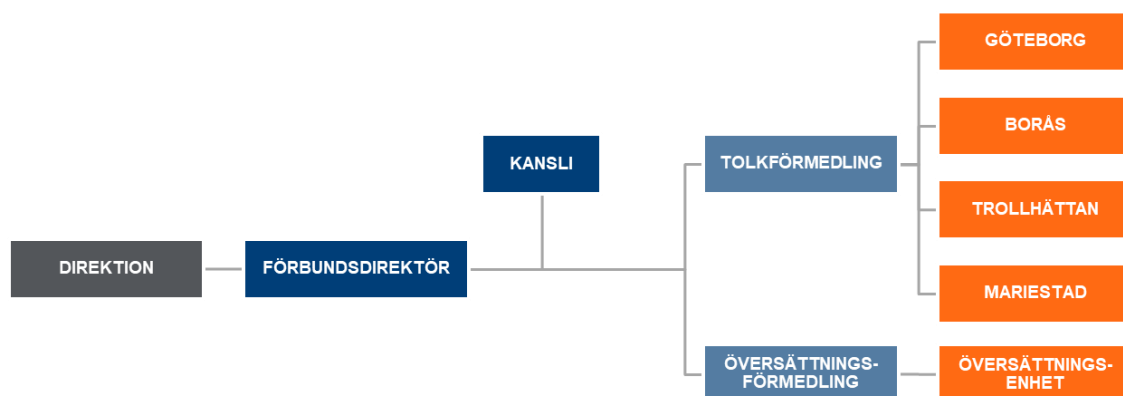 DIREKTION
FÖRBUNDSDIREKTÖR
KANSLI
TOLKFÖRMEDLING
GÖTEBORG
BORÅS
TROLLHÄTTAN
MARIESTAD
ÖVERSÄTTNINGS-
FÖRMEDLING
ÖVERSÄTTNINGS-
ENHET